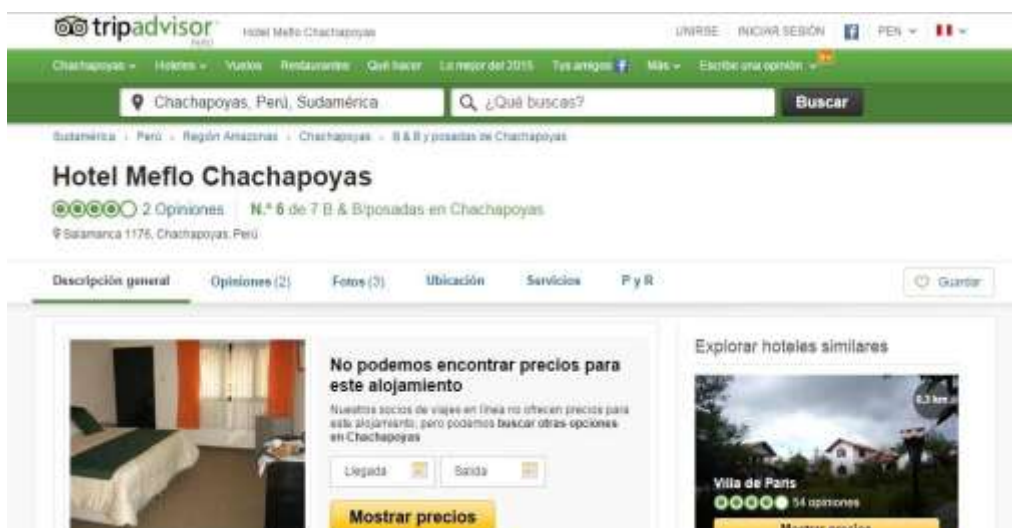 tripadvisor
PERÚ
Hotel Meflo Chachapoyas
UNIRSE INICIAR SESIÓN PEN
Chachapoyas Hoteles Vuelos Restaurantes Qué hacer Lo mejor del 2015 Tus amigos Más Escribe una opinión
Chachapoyas, Perú, Sudamérica ¿Qué buscas? Buscar
Sudamérica › Perú › Región Amazonas › Chachapoyas › B & B y posadas de Chachapoyas
Hotel Meflo Chachapoyas
2 Opiniones N.º 6 de 7 B & B/posadas en Chachapoyas
Salamanca 1176, Chachapoyas, Perú
Descripción general Opiniones (2) Fotos (3) Ubicación Servicios P y R Guardar
No podemos encontrar precios para
este alojamiento
Nuestros socios de viajes en línea no ofrecen precios para
este alojamiento, pero podemos buscar otras opciones
en Chachapoyas
Llegada Salida
Mostrar precios
Explorar hoteles similares
0,3 km
Villa de Paris
54 opiniones
Mostrar precios